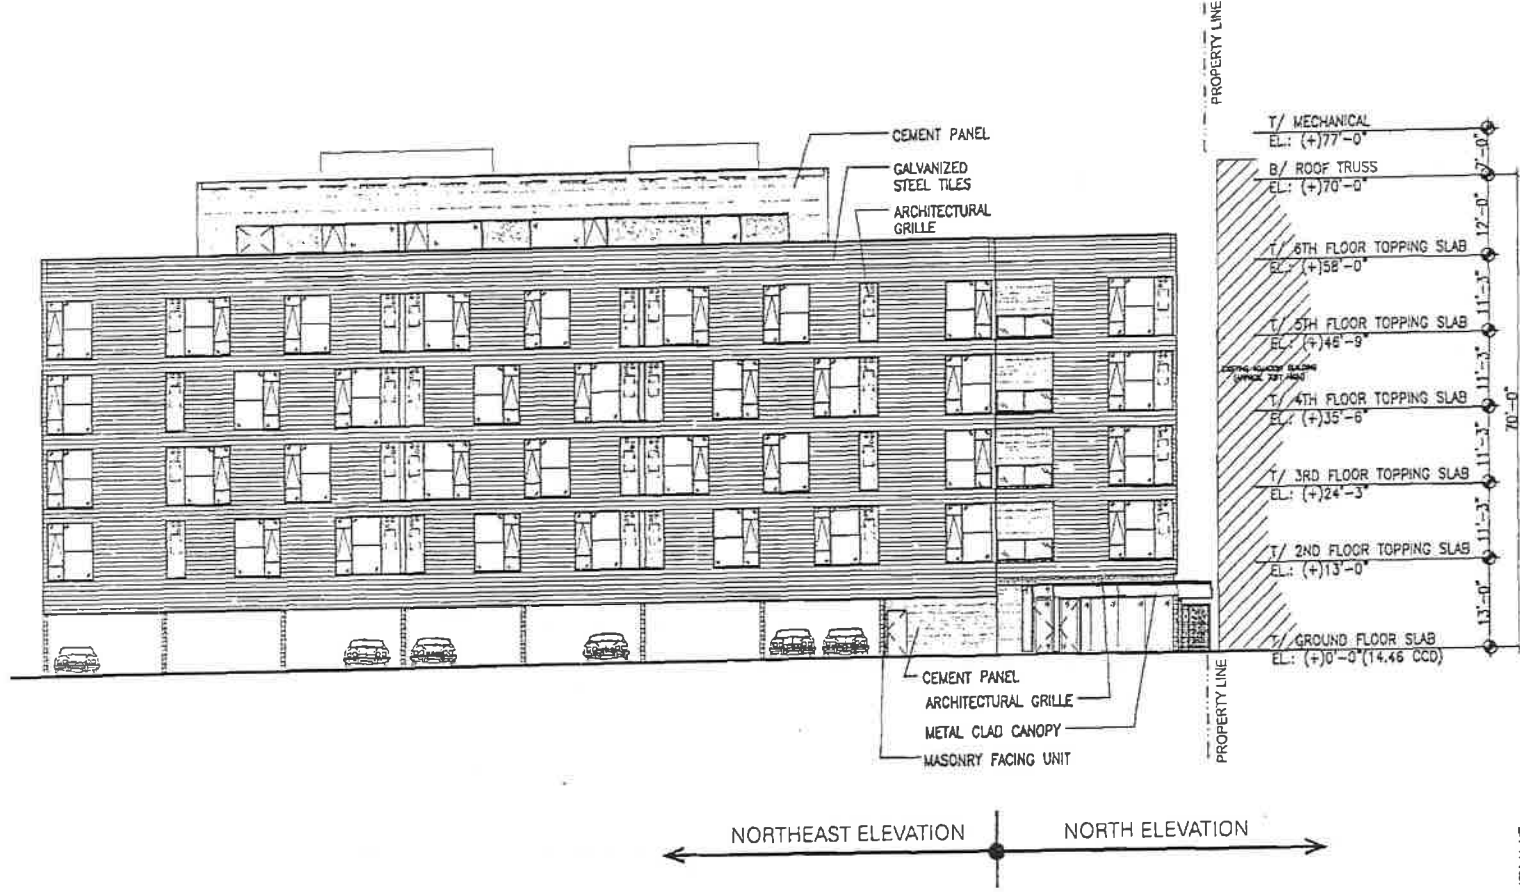 PROPERTY LINE
CEMENT PANEL
GALVANIZED
STEEL TILES
ARCHITECTURAL
GRILLE
T/ MECHANICAL
EL.: (+)77'-0"
7'-0"
B/ ROOF TRUSS
EL.: (+)70'-0"
12'-0"
T/ 6TH FLOOR TOPPING SLAB
EL.: (+)58'-0"
11'-3"
T/ 5TH FLOOR TOPPING SLAB
EL.: (+)46'-9"
11'-3"
EXISTING BUILDING
T/ 4TH FLOOR TOPPING SLAB
EL.: (+)35'-6"
70'-0"
11'-3"
T/ 3RD FLOOR TOPPING SLAB
EL.: (+)24'-3"
11'-3"
T/ 2ND FLOOR TOPPING SLAB
EL.: (+)13'-0"
13'-0"
T/ GROUND FLOOR SLAB
EL.: (+)0'-0"(14.46 CCD)
CEMENT PANEL
ARCHITECTURAL GRILLE
METAL CLAD CANOPY
MASONRY FACING UNIT
PROPERTY LINE
NORTHEAST ELEVATION
NORTH ELEVATION